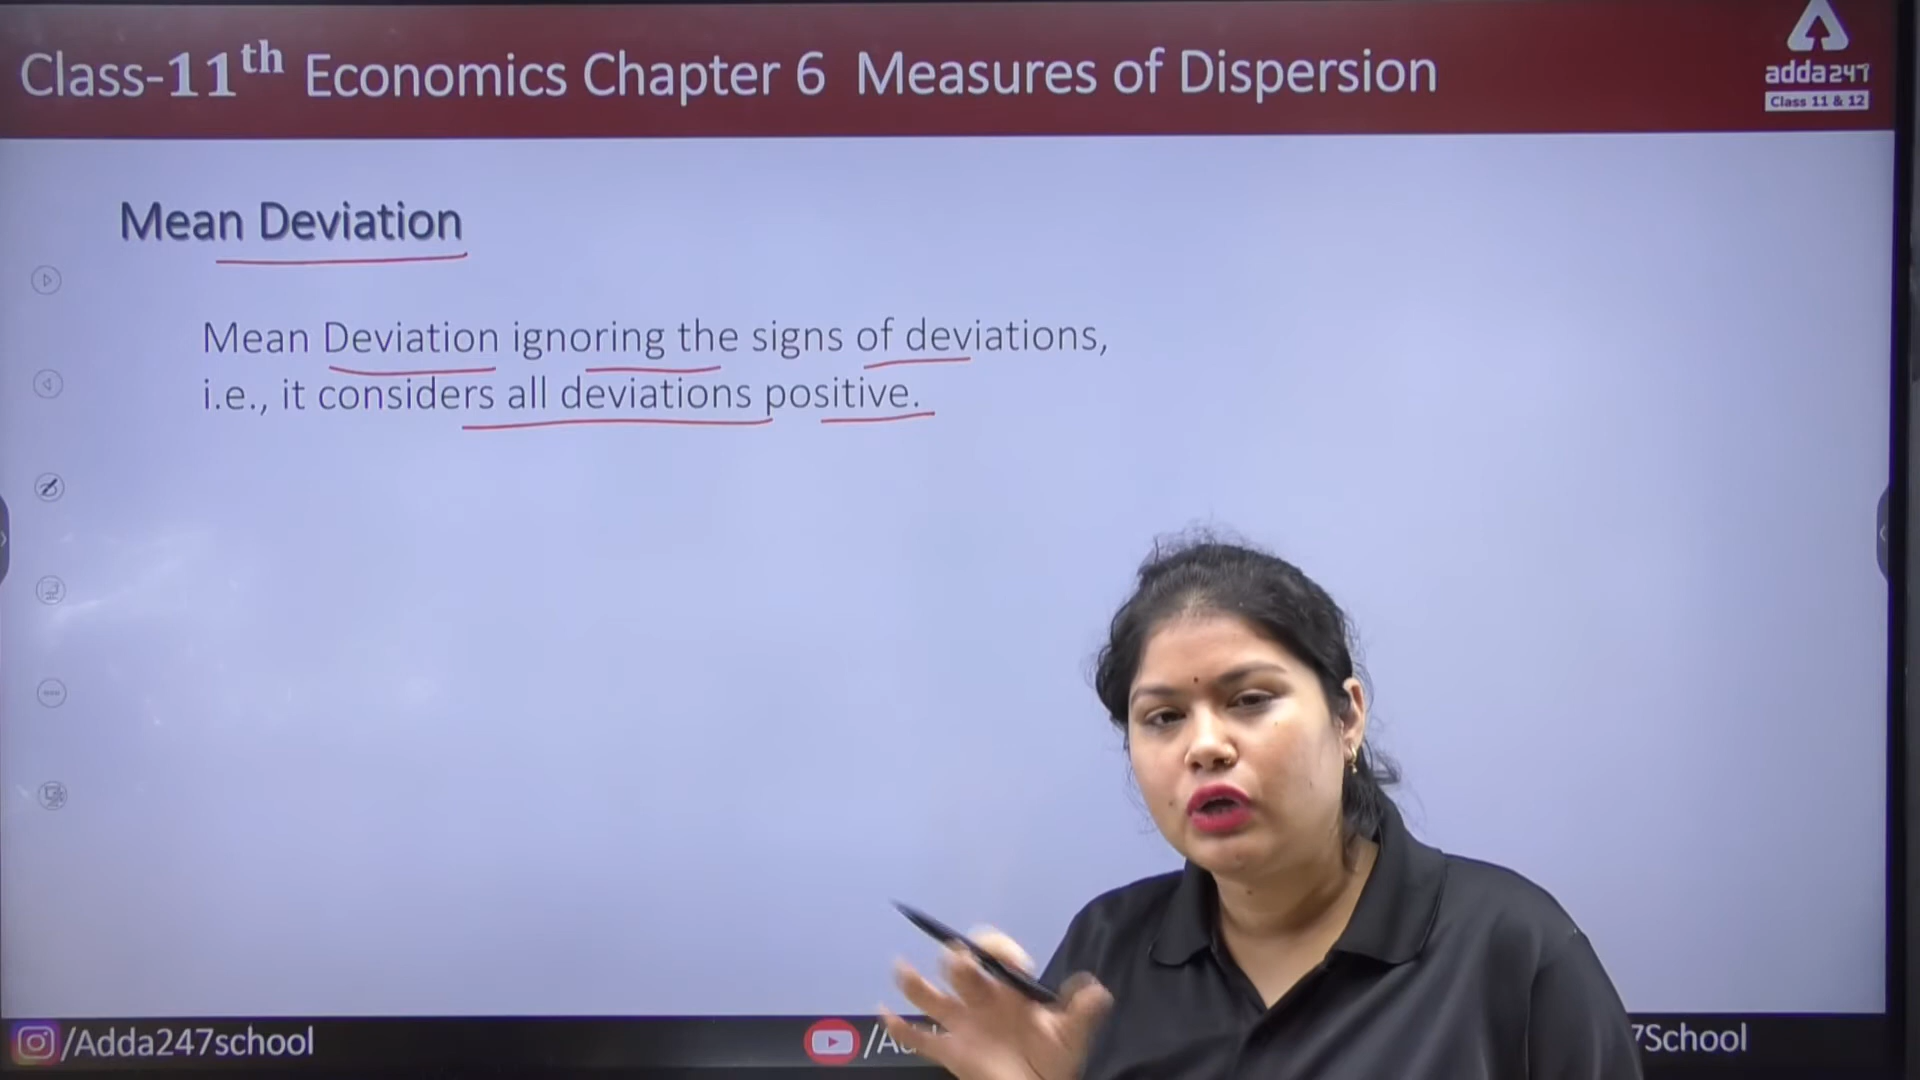 Class-11th Economics Chapter 6 Measures of Dispersion
adda247
Class 11 & 12
Mean Deviation
Mean Deviation ignoring the signs of deviations,
i.e., it considers all deviations positive.
/Adda247school
7School